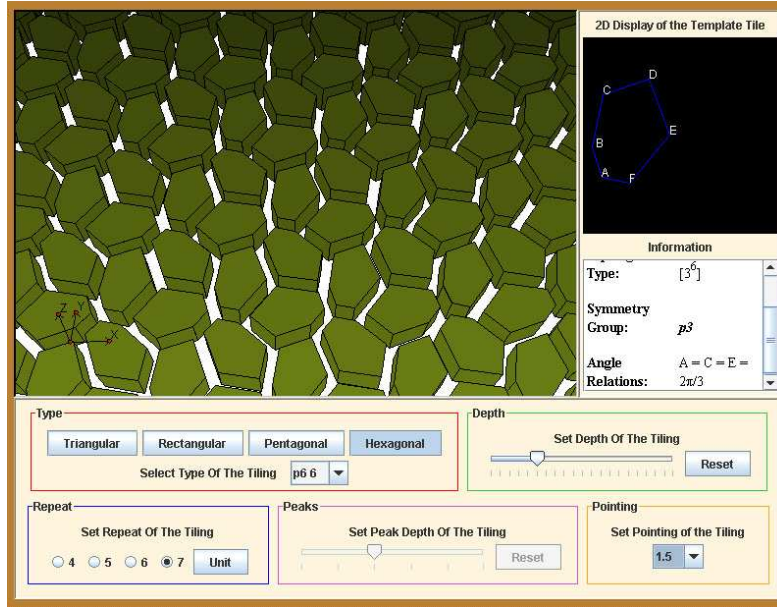 2D Display of the Template Tile
D
C
E
B
A
F
Z
Y
X
Information
Type: [3^6]
Symmetry
Group: p3
Angle A = C = E =
Relations: 2π/3
Type
Triangular Rectangular Pentagonal Hexagonal
Select Type Of The Tiling p6 6
Depth
Set Depth Of The Tiling
Reset
Repeat
Set Repeat Of The Tiling
4 5 6 7 Unit
Peaks
Set Peak Depth Of The Tiling
Reset
Pointing
Set Pointing of the Tiling
1.5